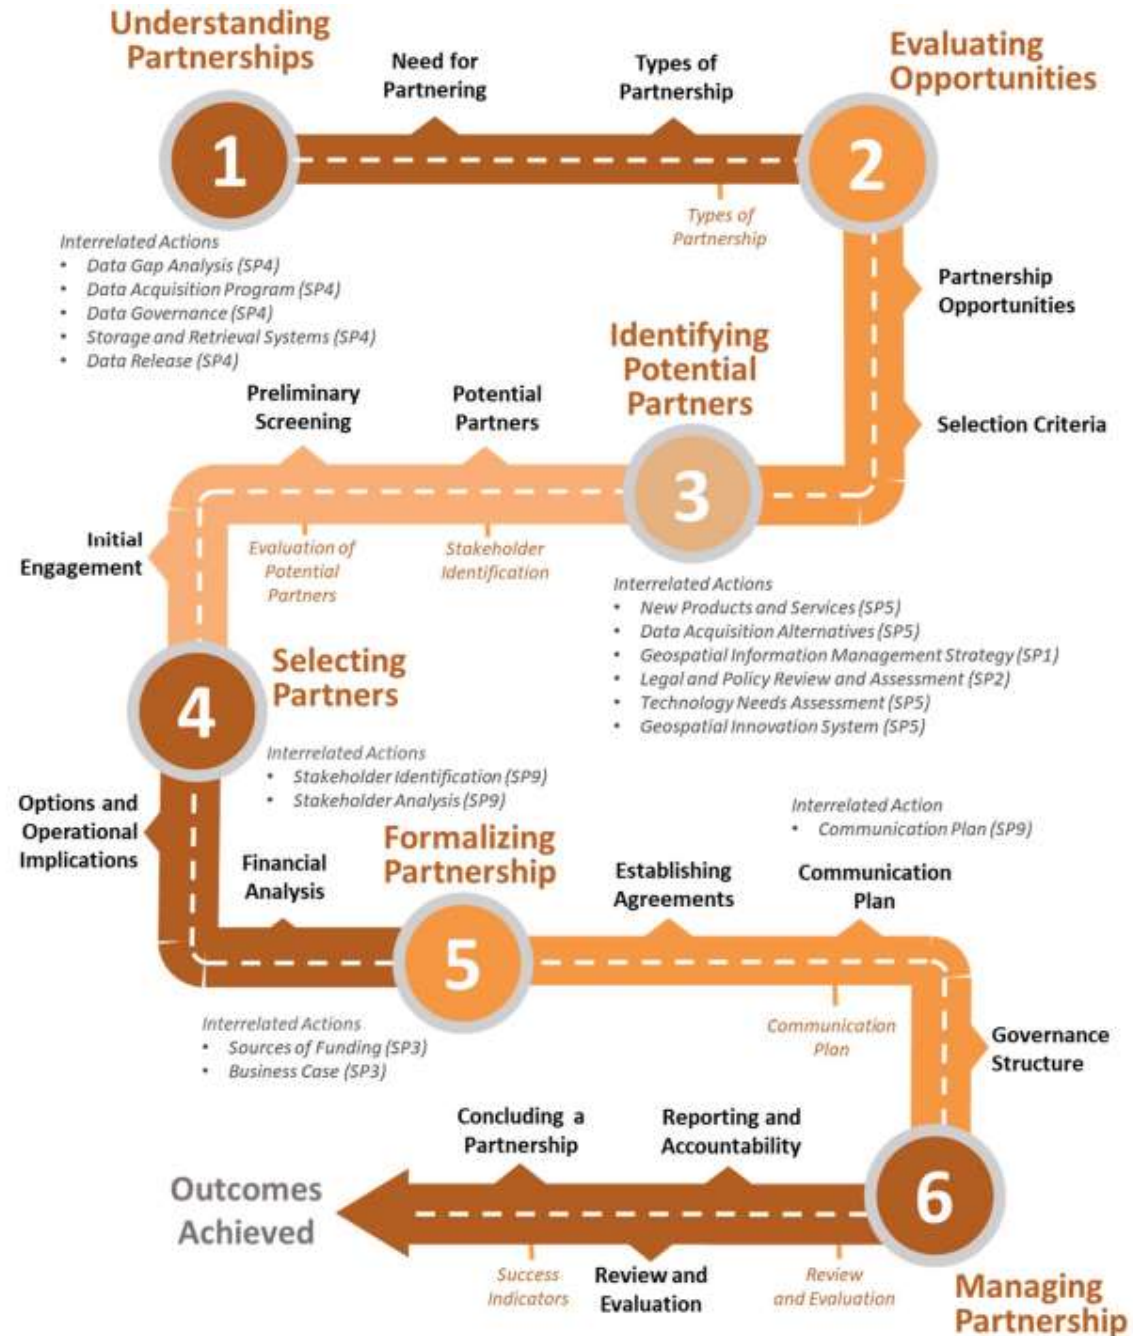 Understanding
Partnerships
Need for
Partnering
Types of
Partnership
Evaluating
Opportunities
1
2
Types of
Partnership
Interrelated Actions
• Data Gap Analysis (SP4)
• Data Acquisition Program (SP4)
• Data Governance (SP4)
• Storage and Retrieval Systems (SP4)
• Data Release (SP4)
Partnership
Opportunities
Selection Criteria
Identifying
Potential
Partners
3
Preliminary
Screening
Potential
Partners
Initial
Engagement
Evaluation of
Potential
Partners
Stakeholder
Identification
Interrelated Actions
• New Products and Services (SP5)
• Data Acquisition Alternatives (SP5)
• Geospatial Information Management Strategy (SP1)
• Legal and Policy Review and Assessment (SP2)
• Technology Needs Assessment (SP5)
• Geospatial Innovation System (SP5)
4
Selecting
Partners
Interrelated Actions
• Stakeholder Identification (SP9)
• Stakeholder Analysis (SP9)
Options and
Operational
Implications
Financial
Analysis
Formalizing
Partnership
5
Interrelated Actions
• Sources of Funding (SP3)
• Business Case (SP3)
Establishing
Agreements
Interrelated Action
• Communication Plan (SP9)
Communication
Plan
Communication
Plan
Governance
Structure
6
Managing
Partnership
Concluding a
Partnership
Reporting and
Accountability
Outcomes
Achieved
Success
Indicators
Review and
Evaluation
Review
and Evaluation